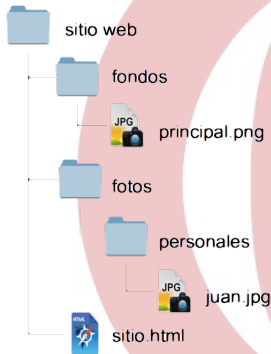 sitio web
fondos
JPG
principal.png
fotos
personales
JPG
juan.jpg
HTML
sitio.html